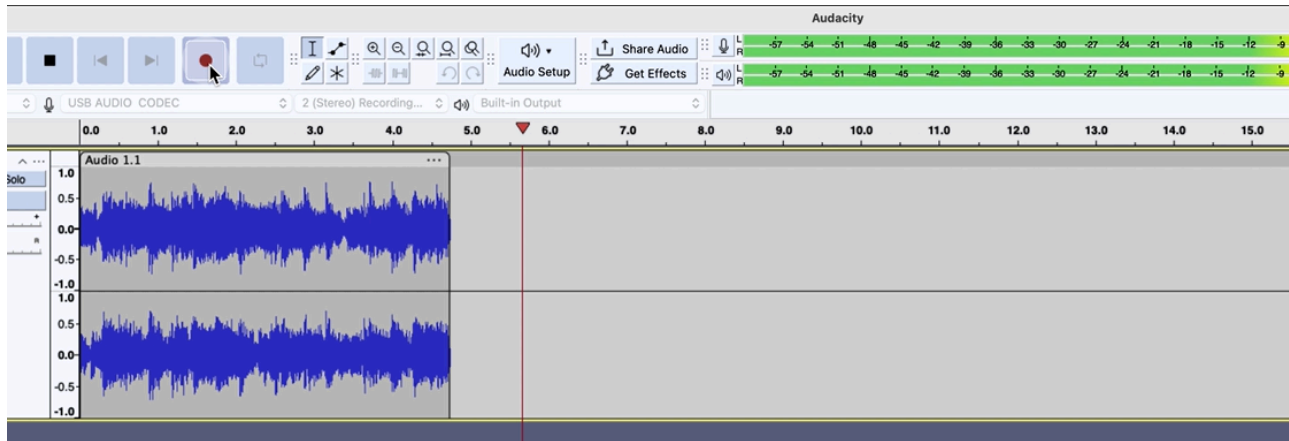 Audacity
Share Audio
Audio Setup
Get Effects
L
R
-57 -54 -51 -48 -45 -42 -39 -36 -33 -30 -27 -24 -21 -18 -15 -12 -9
L
R
-57 -54 -51 -48 -45 -42 -39 -36 -33 -30 -27 -24 -21 -18 -15 -12 -9
USB AUDIO CODEC
2 (Stereo) Recording...
Built-in Output
0.0 1.0 2.0 3.0 4.0 5.0 6.0 7.0 8.0 9.0 10.0 11.0 12.0 13.0 14.0 15.0
Audio 1.1
Solo
R
1.0
0.5
0.0
-0.5
-1.0
1.0
0.5
0.0
-0.5
-1.0